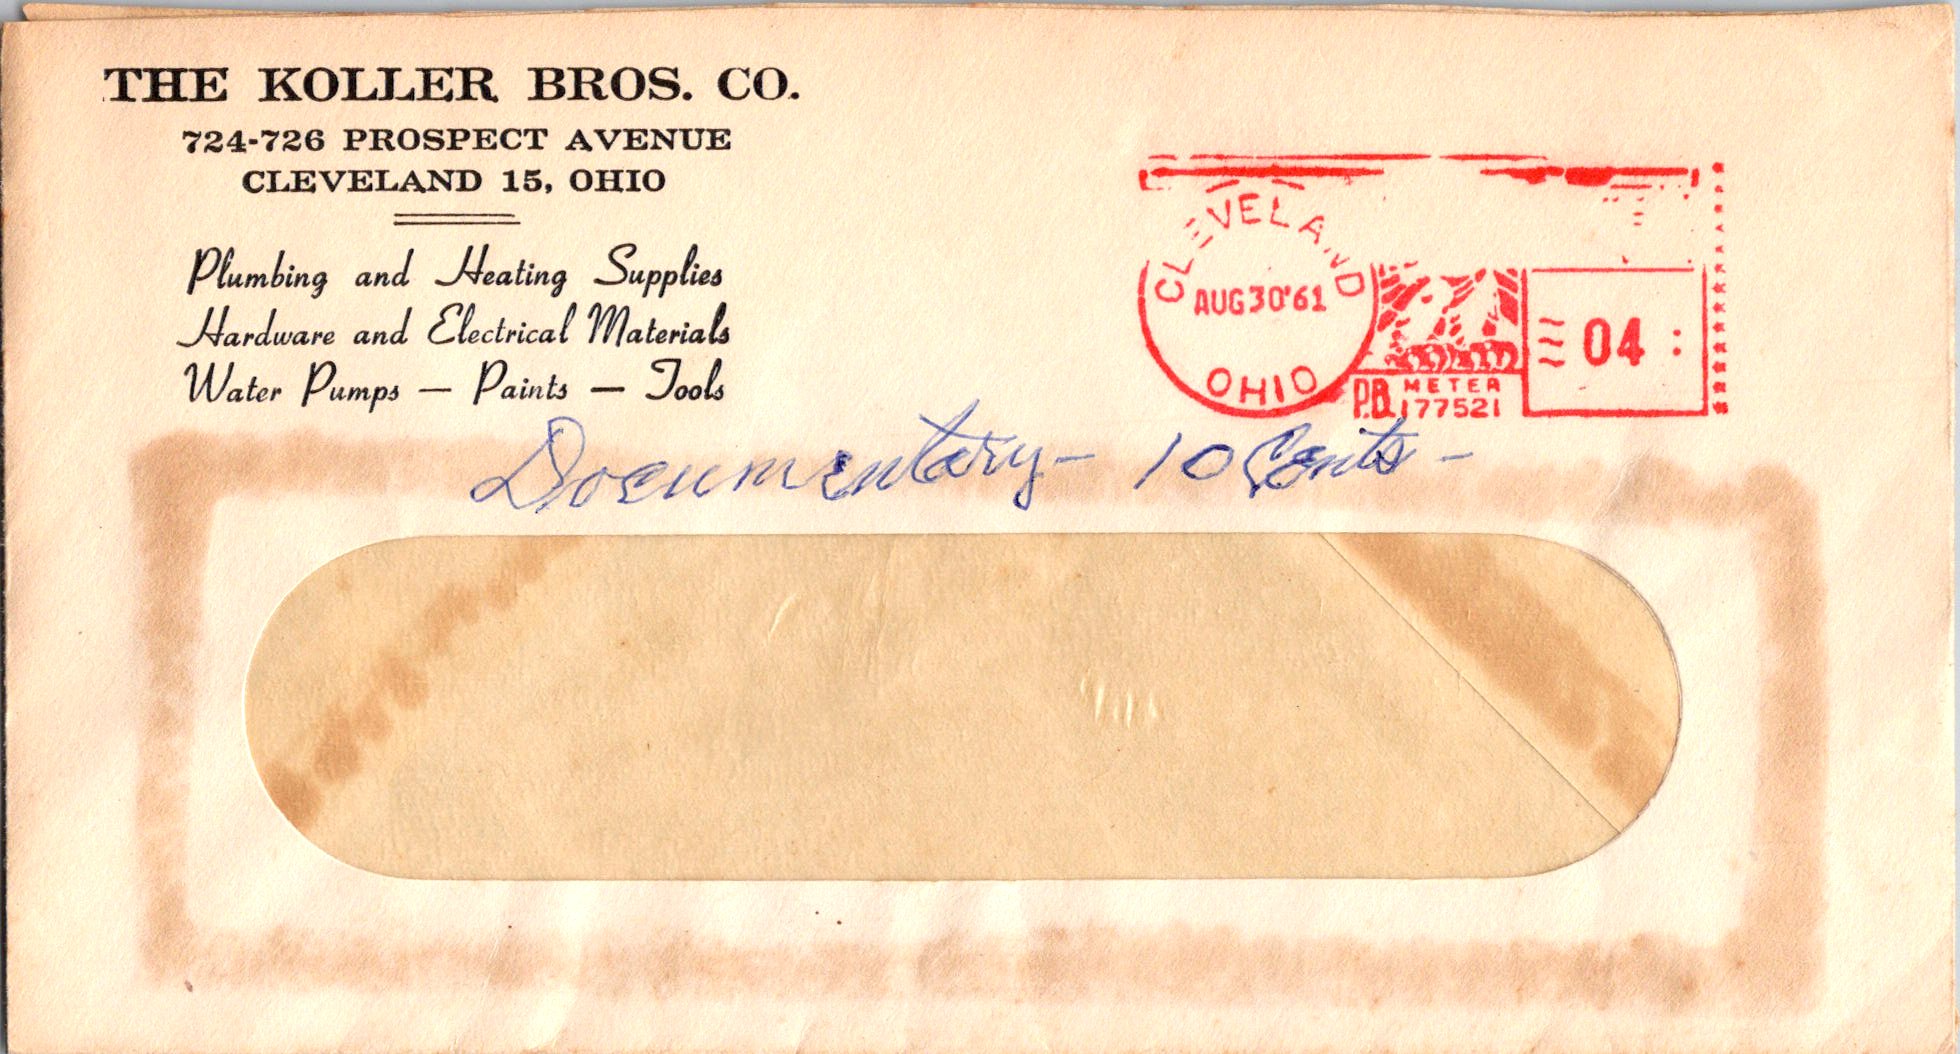 THE KOLLER BROS. CO.
724-726 PROSPECT AVENUE
CLEVELAND 15, OHIO
Plumbing and Heating Supplies
Hardware and Electrical Materials
Water Pumps — Paints — Tools
CLEVELAND
AUG 30 '61
OHIO
P.B. METER
177521
04
Documentary - 10 Cents -